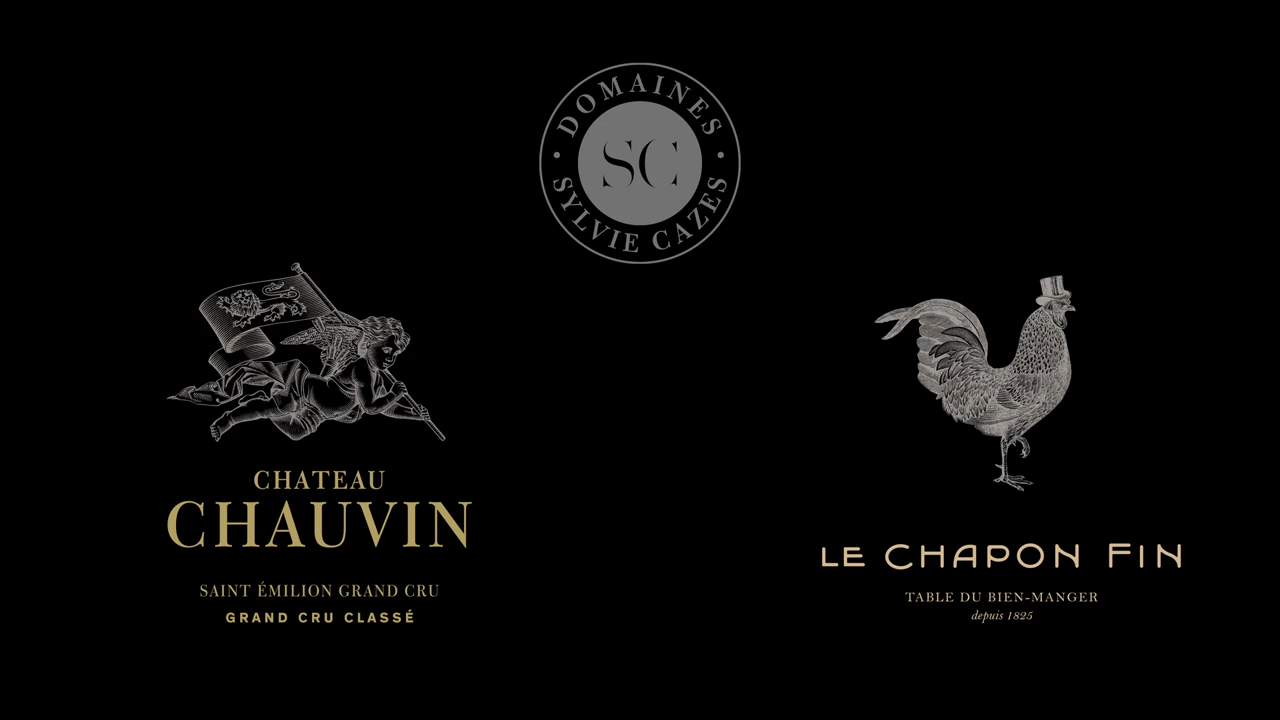 DOMAINES
SC
SYLVIE CAZES
CHATEAU
CHAUVIN
SAINT ÉMILION GRAND CRU
GRAND CRU CLASSÉ
LE CHAPON FIN
TABLE DU BIEN-MANGER
depuis 1825